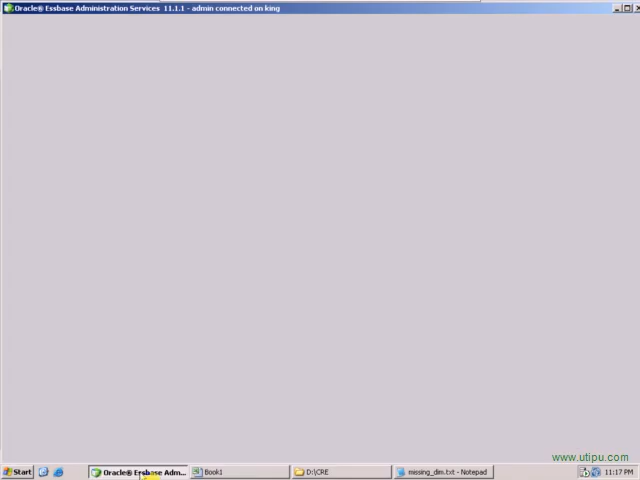 Oracle® Essbase Administration Services 11.1.1 - admin connected on king
www.utipu.com
Start
Oracle® Essbase Adm...
Book1
D:\CRE
missing_dim.txt - Notepad
11:17 PM